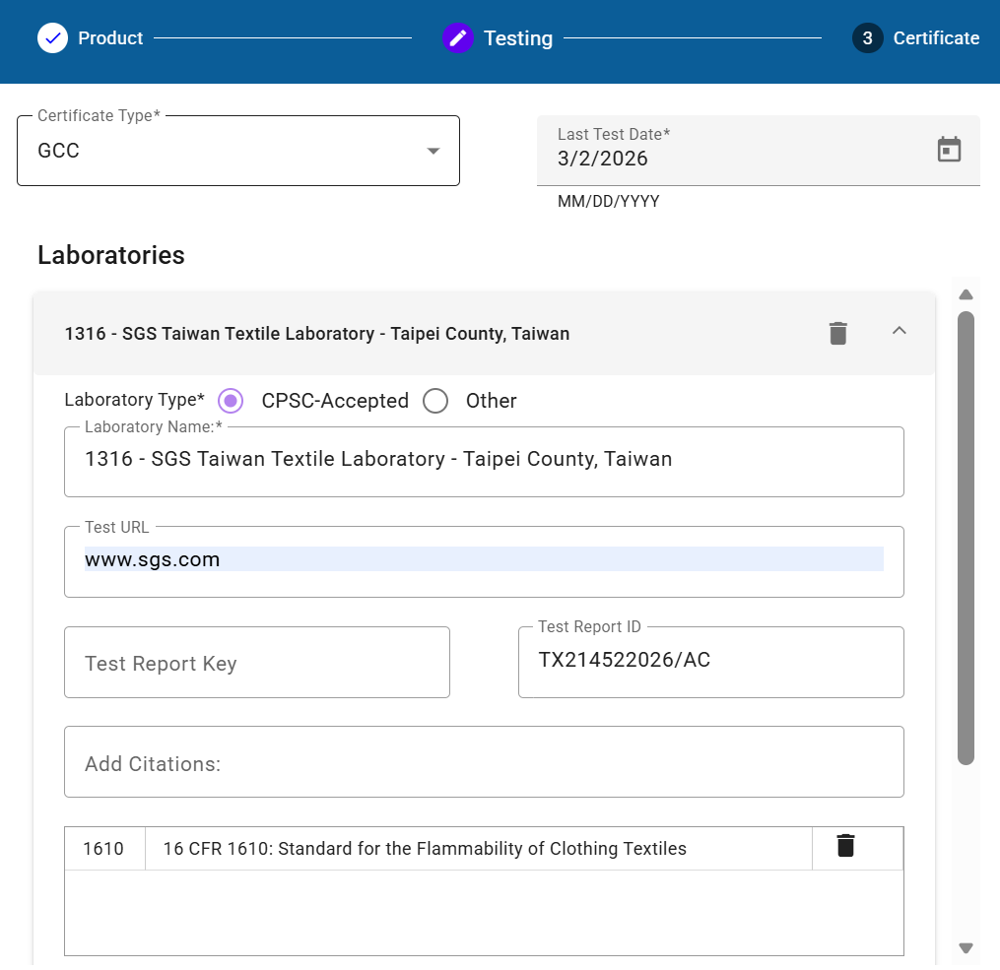 Product
Testing
3 Certificate
Certificate Type*
GCC
Last Test Date*
3/2/2026
MM/DD/YYYY
Laboratories
1316 - SGS Taiwan Textile Laboratory - Taipei County, Taiwan
Laboratory Type* CPSC-Accepted Other
Laboratory Name:*
1316 - SGS Taiwan Textile Laboratory - Taipei County, Taiwan
Test URL
www.sgs.com
Test Report Key
Test Report ID
TX214522026/AC
Add Citations:
1610 16 CFR 1610: Standard for the Flammability of Clothing Textiles